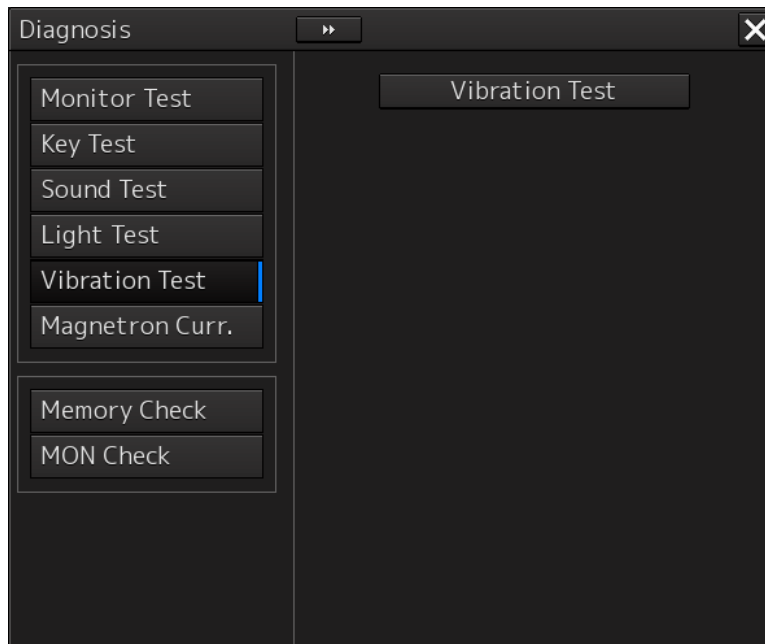 Diagnosis
Monitor Test
Key Test
Sound Test
Light Test
Vibration Test
Magnetron Curr.
Memory Check
MON Check
Vibration Test